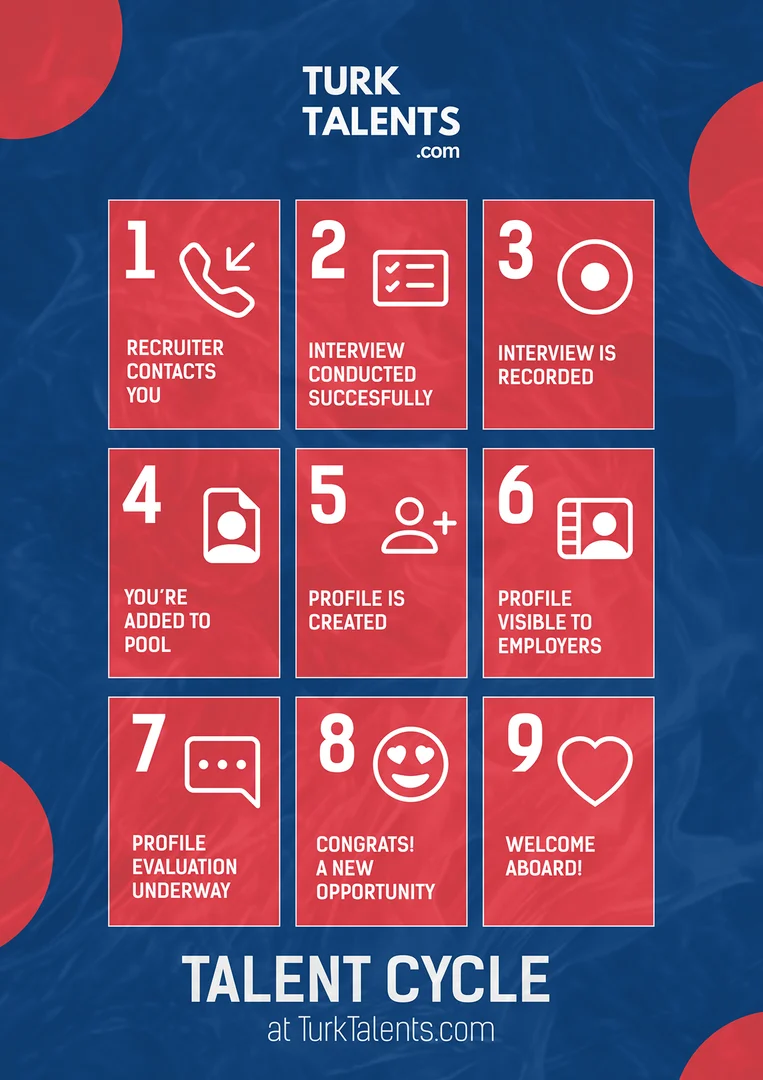 TURK
TALENTS
.com
1
RECRUITER
CONTACTS
YOU
2
INTERVIEW
CONDUCTED
SUCCESFULLY
3
INTERVIEW IS
RECORDED
4
YOU'RE
ADDED TO
POOL
5
PROFILE IS
CREATED
6
PROFILE
VISIBLE TO
EMPLOYERS
7
PROFILE
EVALUATION
UNDERWAY
8
CONGRATS!
A NEW
OPPORTUNITY
9
WELCOME
ABOARD!
TALENT CYCLE
at TurkTalents.com